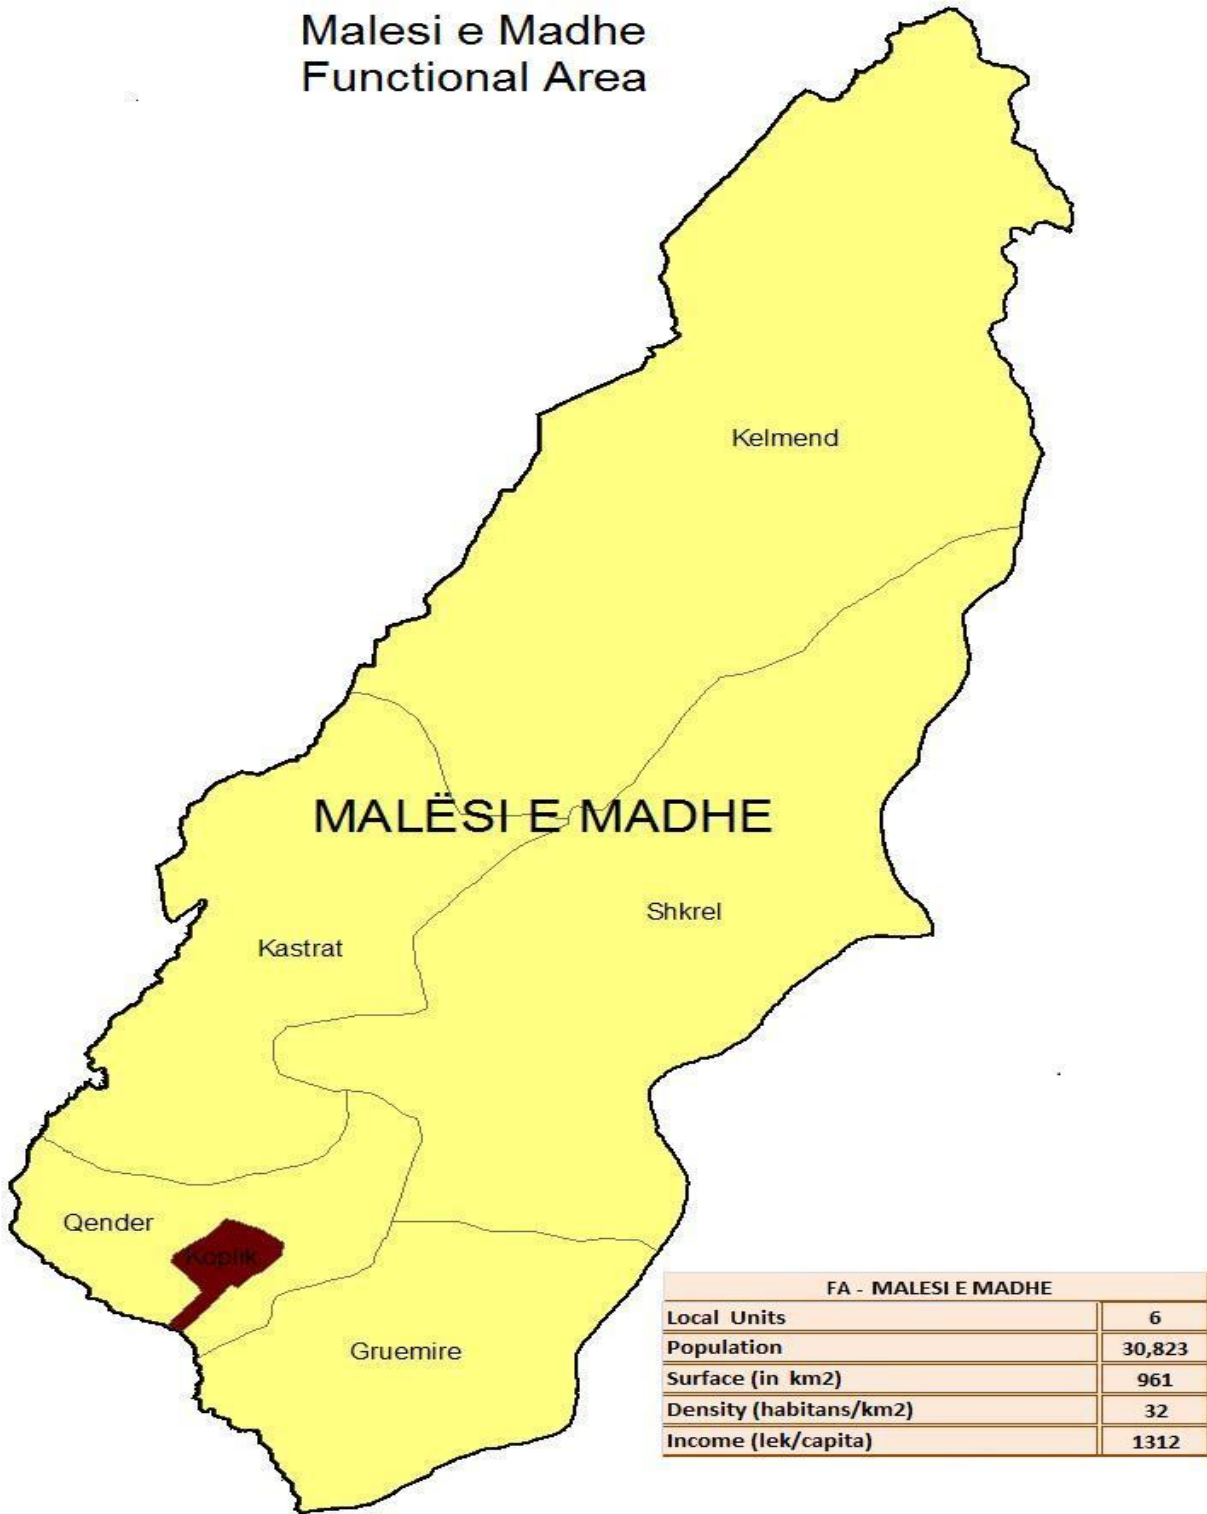 Malesi e Madhe
Functional Area
Kelmend
MALËSI E MADHE
Shkrel
Kastrat
Qender
Koplik
Gruemire
FA - MALESI E MADHE
Local Units 6
Population 30,823
Surface (in km2) 961
Density (habitans/km2) 32
Income (lek/capita) 1312